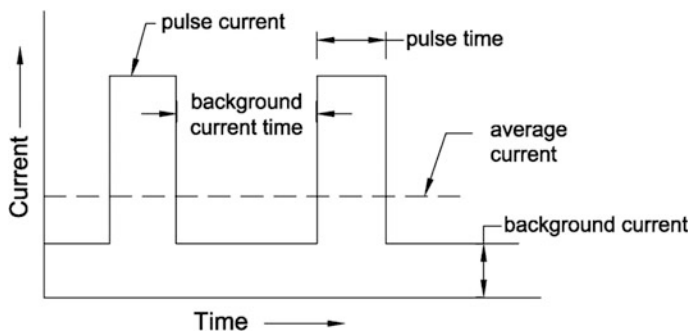 pulse current
pulse time
background
current time
average
current
background current
Current
Time